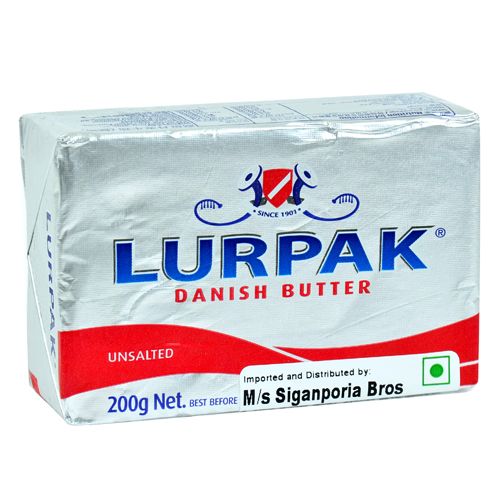 SINCE 1901
LURPAK®
DANISH BUTTER
UNSALTED
200g Net. BEST BEFORE
Imported and Distributed by:
M/s Siganporia Bros
LURPAK